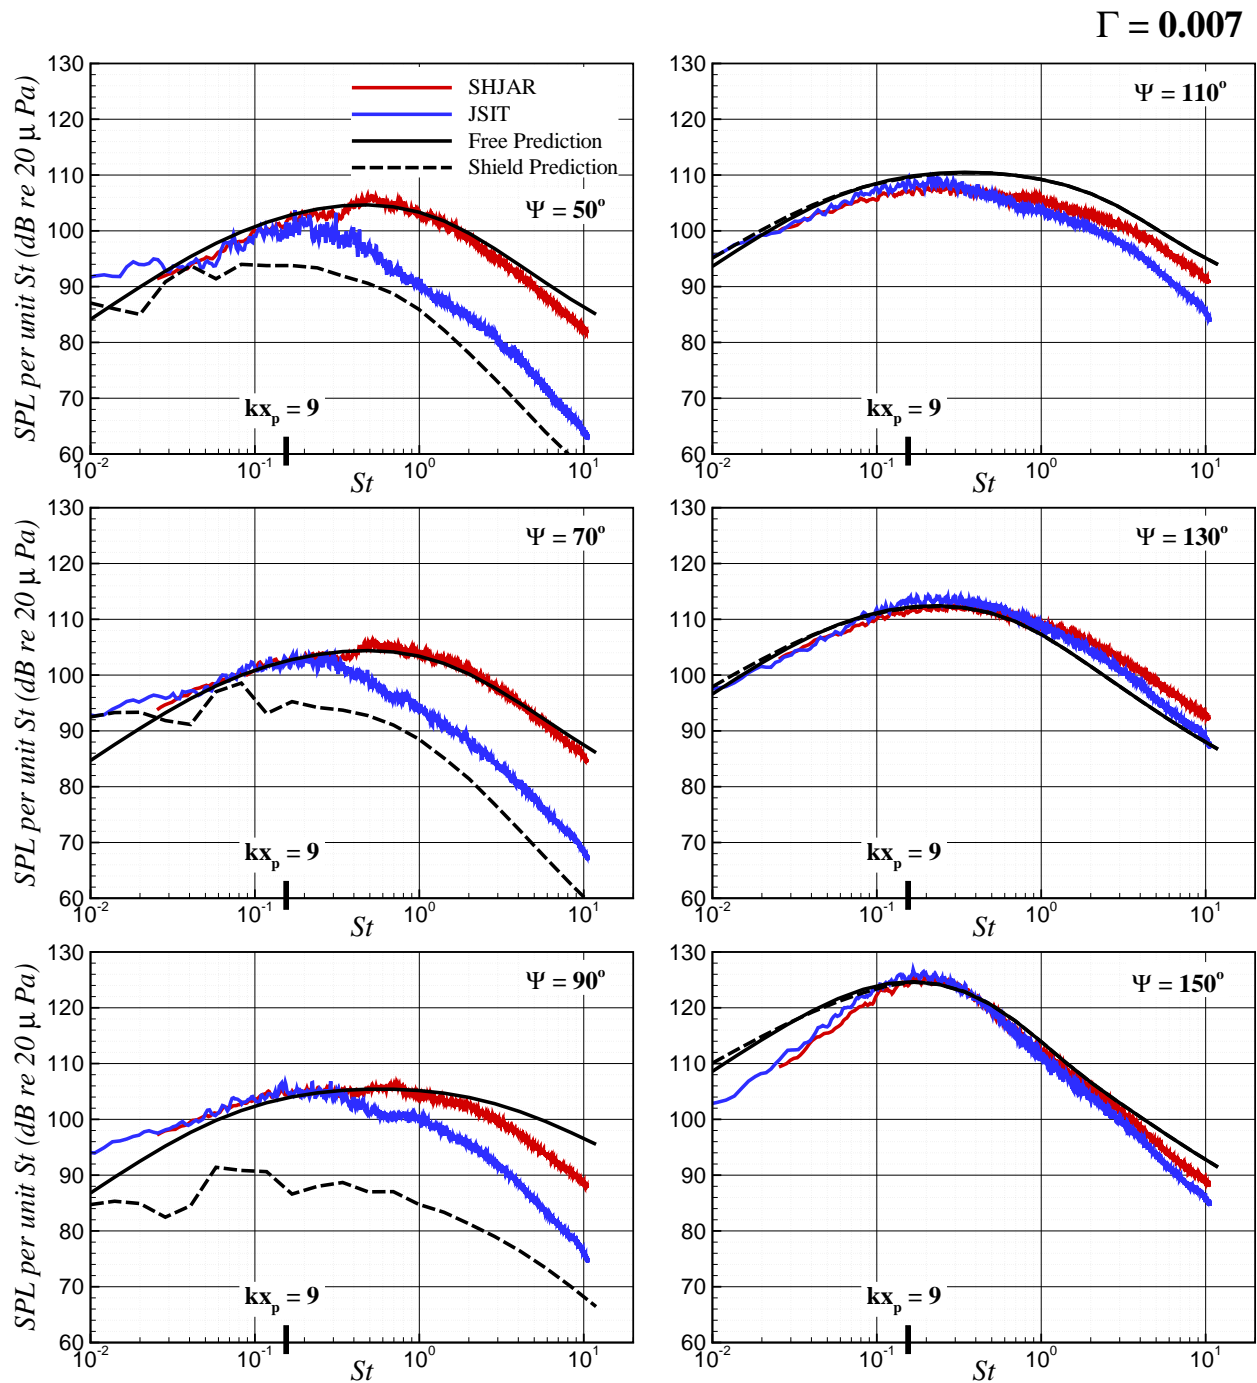 Γ = 0.007
SPL per unit St (dB re 20 μ Pa)
130
120
110
100
90
80
70
60
SHJAR
JSIT
Free Prediction
Shield Prediction
Ψ = 50°
kxₚ = 9
10⁻² 10⁻¹ 10⁰ 10¹
St
130
120
110
100
90
80
70
60
Ψ = 110°
kxₚ = 9
10⁻² 10⁻¹ 10⁰ 10¹
St
SPL per unit St (dB re 20 μ Pa)
130
120
110
100
90
80
70
60
Ψ = 70°
kxₚ = 9
10⁻² 10⁻¹ 10⁰ 10¹
St
130
120
110
100
90
80
70
60
Ψ = 130°
kxₚ = 9
10⁻² 10⁻¹ 10⁰ 10¹
St
SPL per unit St (dB re 20 μ Pa)
130
120
110
100
90
80
70
60
Ψ = 90°
kxₚ = 9
10⁻² 10⁻¹ 10⁰ 10¹
St
130
120
110
100
90
80
70
60
Ψ = 150°
kxₚ = 9
10⁻² 10⁻¹ 10⁰ 10¹
St